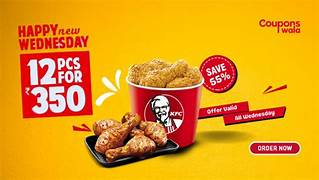 Coupons
wala
HAPPY new
WEDNESDAY
12 PCS
FOR
₹350
SAVE
55%
KFC
Offer Valid
All Wednesday
ORDER NOW